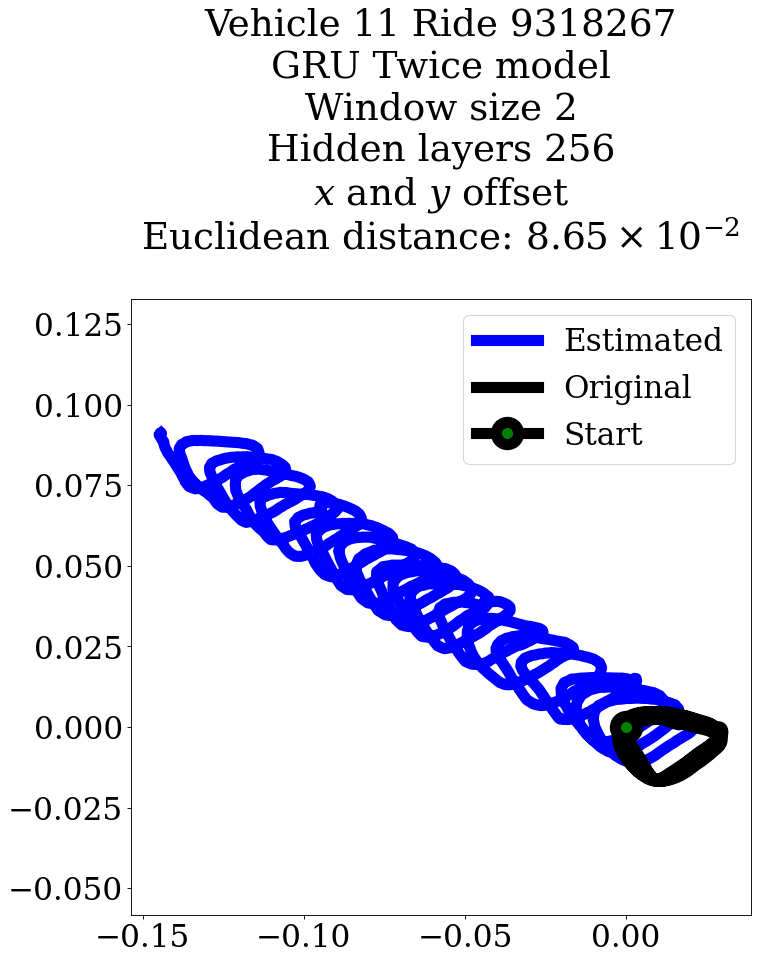 Vehicle 11 Ride 9318267
GRU Twice model
Window size 2
Hidden layers 256
x and y offset
Euclidean distance: 8.65 × 10⁻²
Estimated
Original
Start
0.125
0.100
0.075
0.050
0.025
0.000
−0.025
−0.050
−0.15
−0.10
−0.05
0.00